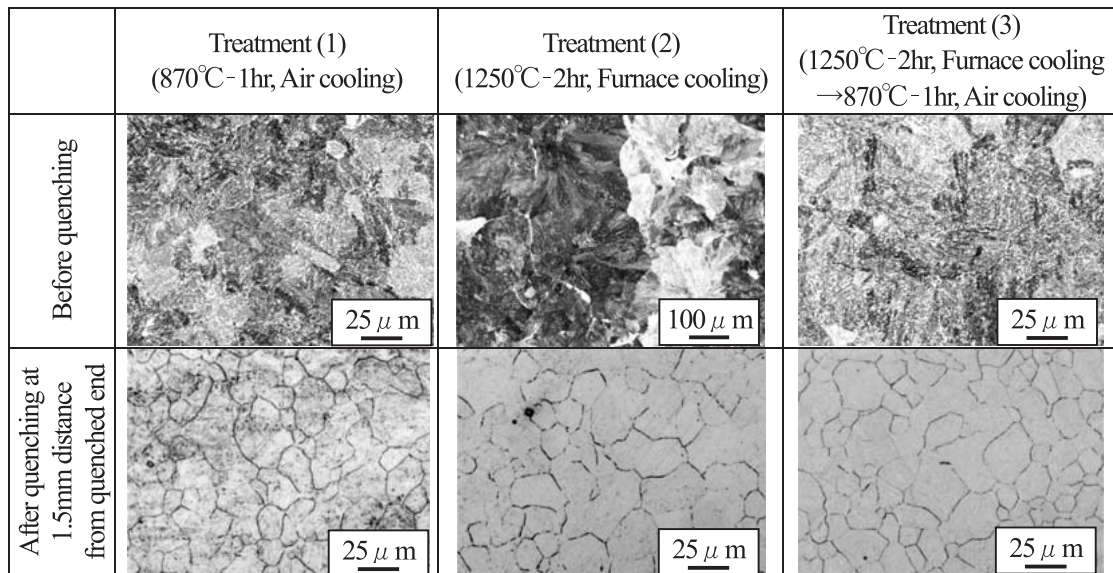 Treatment (1)
(870℃-1hr, Air cooling)
Treatment (2)
(1250℃-2hr, Furnace cooling)
Treatment (3)
(1250℃-2hr, Furnace cooling
→870℃-1hr, Air cooling)
Before quenching
25 μ m
100 μ m
25 μ m
After quenching at
1.5mm distance
from quenched end
25 μ m
25 μ m
25 μ m